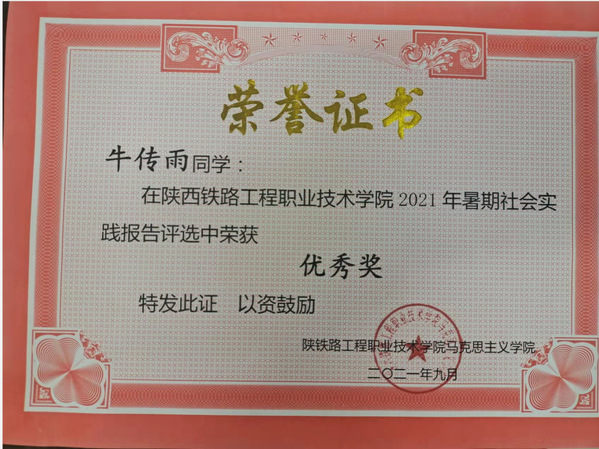 荣誉证书
牛传雨同学：
在陕西铁路工程职业技术学院2021年暑期社会实
践报告评选中荣获
优秀奖
特发此证 以资鼓励
陕铁路工程职业技术学院马克思主义学院
二〇二一年九月